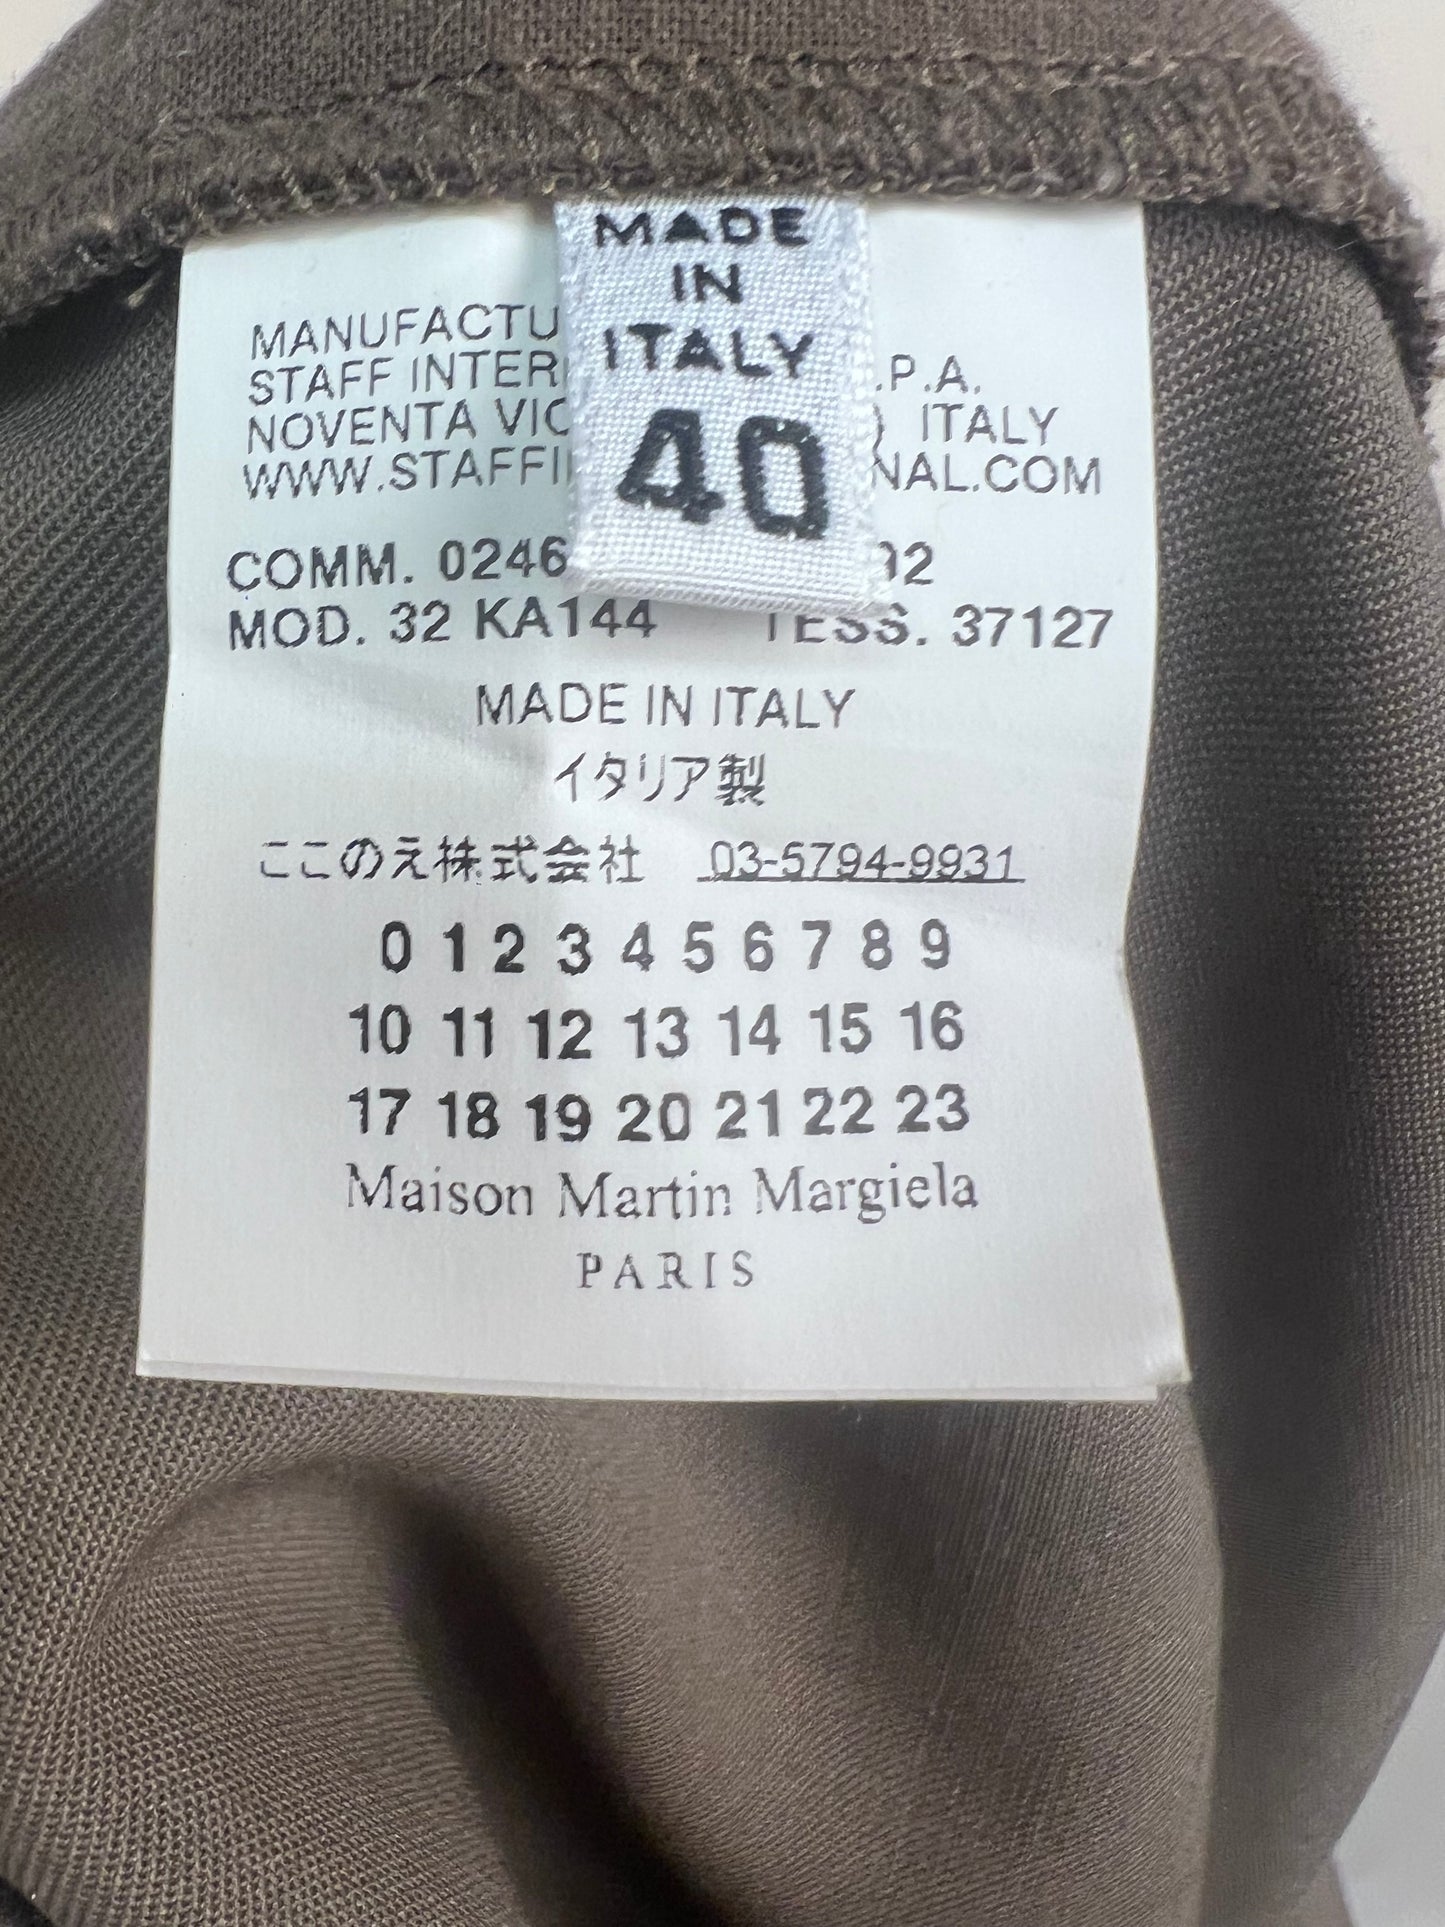 MADE
IN
ITALY
40
MANUFACTU
STAFF INTER .P.A.
NOVENTA VIC ) ITALY
WWW.STAFFI NAL.COM
COMM. 0246 02
MOD. 32 KA144 TESS. 37127
MADE IN ITALY
イタリア製
ここのえ株式会社 03-5794-9931
0 1 2 3 4 5 6 7 8 9
10 11 12 13 14 15 16
17 18 19 20 21 22 23
Maison Martin Margiela
PARIS